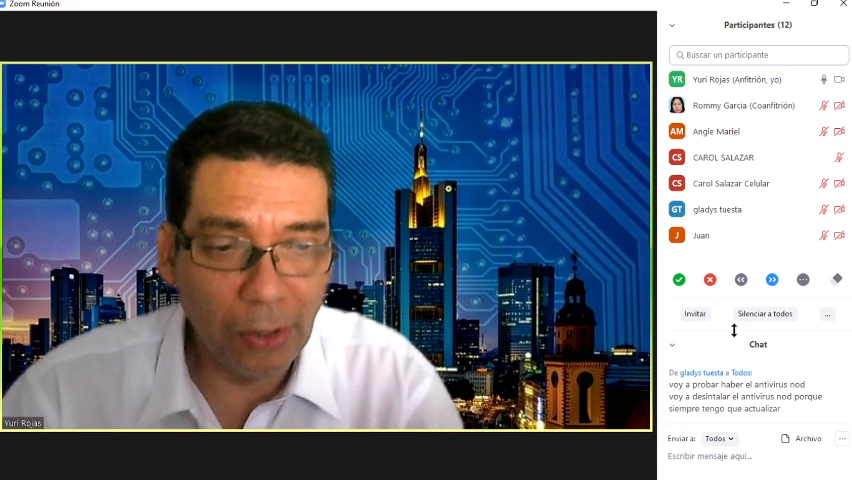 Zoom Reunión
Participantes (12)
Buscar un participante
YR Yuri Rojas (Anfitrión, yo)
Rommy Garcia (Coanfitrión)
AM Angie Mariel
CS CAROL SALAZAR
CS Carol Salazar Celular
GT gladys tuesta
J Juan
Invitar Silenciar a todos ...
Chat
De gladys tuesta a Todos:
voy a probar haber el antivirus nod
voy a desintalar el antivirus nod porque
siempre tengo que actualizar
Yuri Rojas
Enviar a: Todos Archivo
Escribir mensaje aquí...